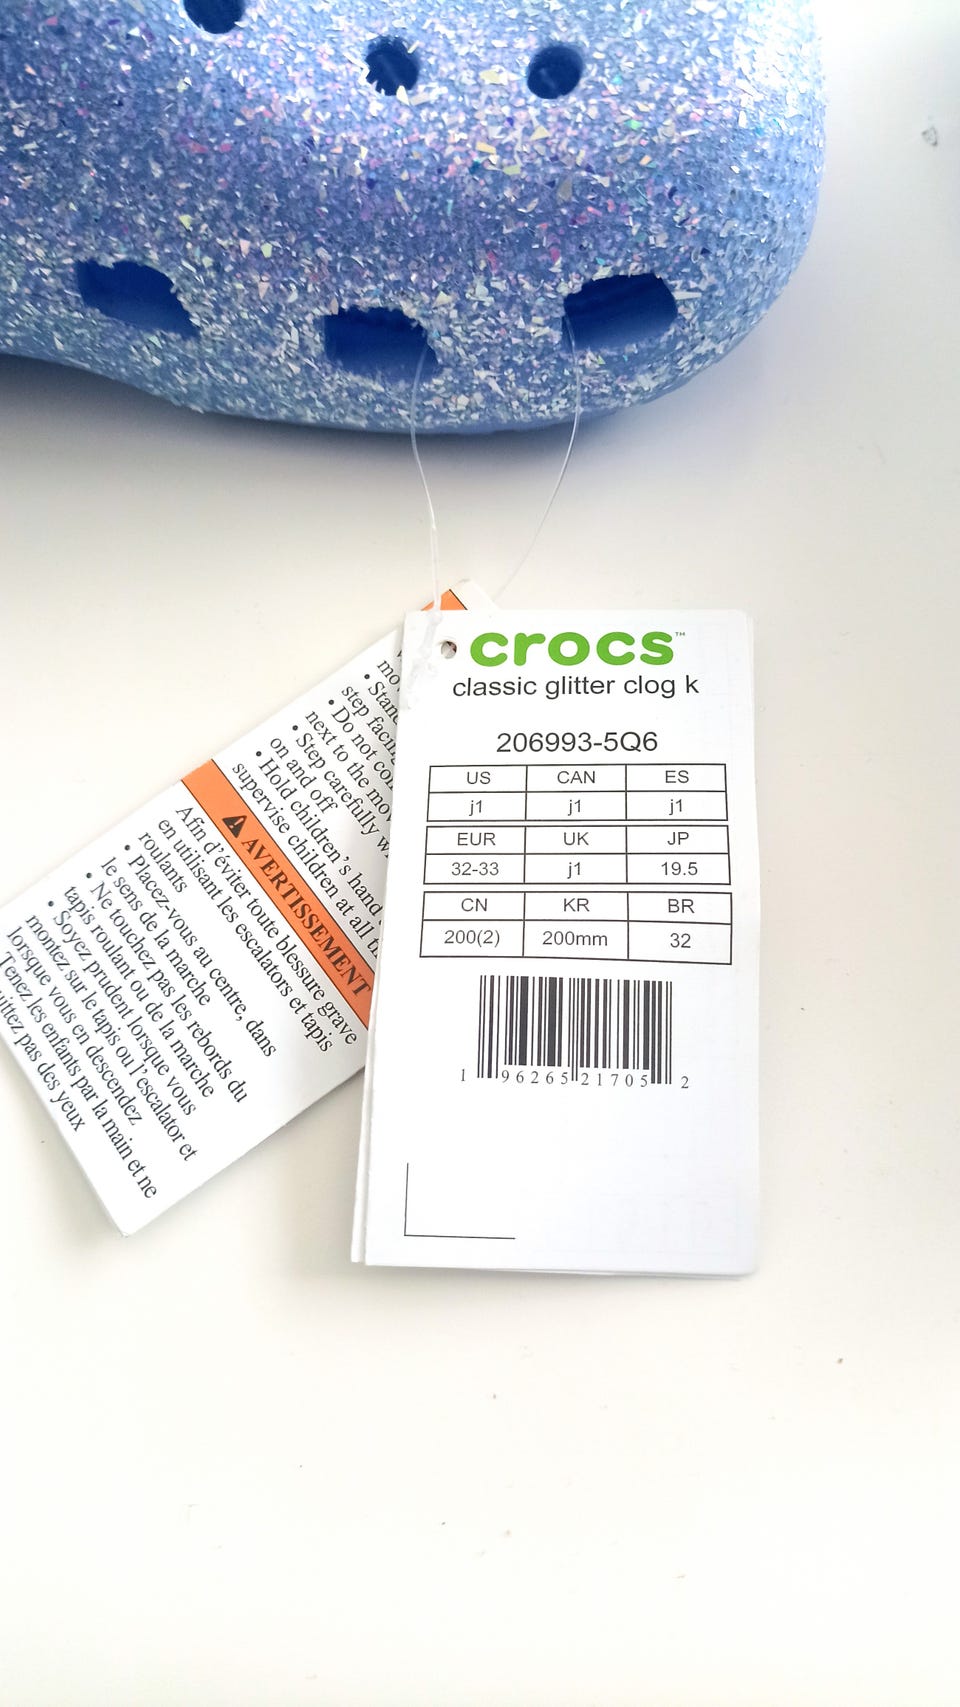 crocs™
classic glitter clog k
206993-5Q6
US CAN ES
j1 j1 j1
EUR UK JP
32-33 j1 19.5
CN KR BR
200(2) 200mm 32
1 96265 21705 2
• Stand
step facing
• Do not
next to the
• Step carefully
on and off
• Hold children's hand
supervise children at all
⚠ AVERTISSEMENT
Afin d'éviter toute blessure grave
en utilisant les escalators et tapis
roulants
• Placez-vous au centre, dans
le sens de la marche
• Ne touchez pas les rebords du
tapis roulant ou de la marche
• Soyez prudent lorsque vous
montez sur le tapis ou l'escalator et
lorsque vous en descendez
Tenez les enfants par la main et ne
pas des yeux